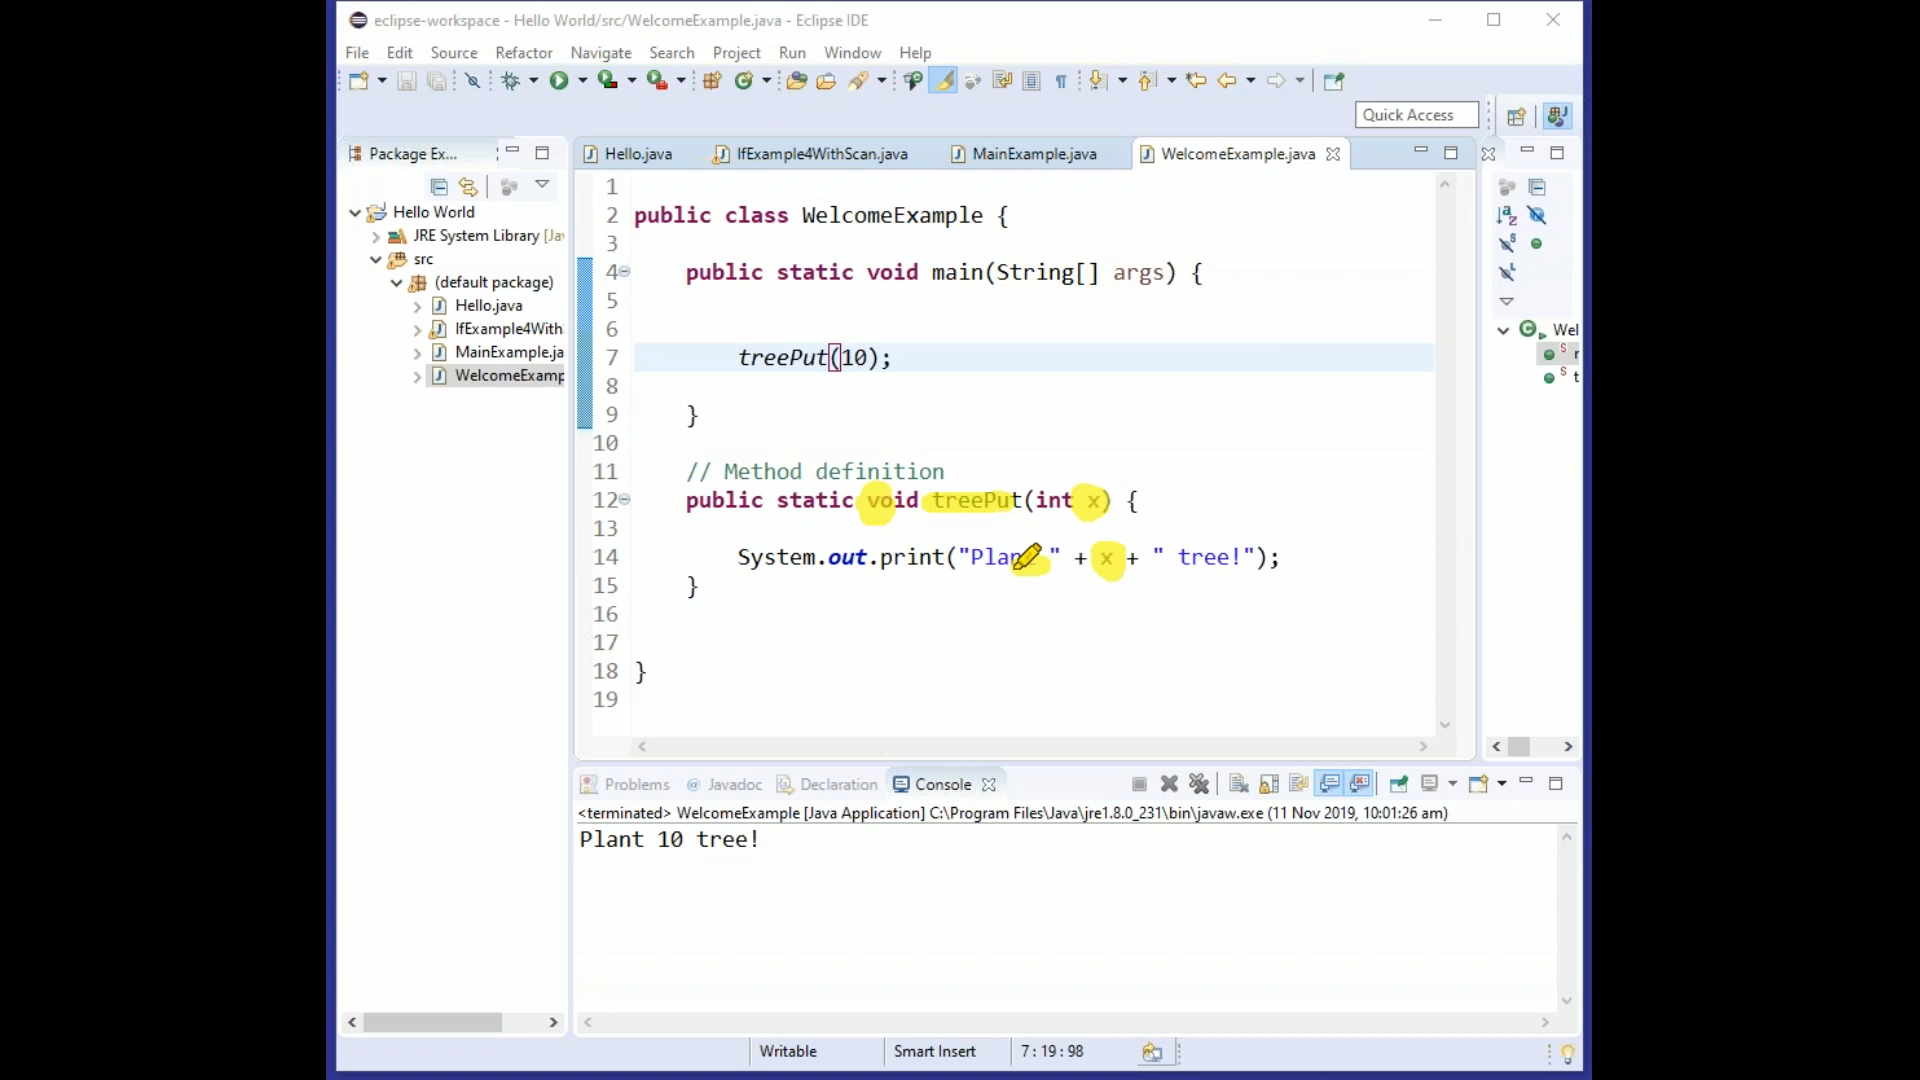 eclipse-workspace - Hello World/src/WelcomeExample.java - Eclipse IDE
File Edit Source Refactor Navigate Search Project Run Window Help
Quick Access
Package Ex...
Hello.java IfExample4WithScan.java MainExample.java WelcomeExample.java
Hello World
JRE System Library [Jav
src
(default package)
Hello.java
IfExample4With
MainExample.ja
WelcomeExamp
1
2 public class WelcomeExample {
3
4 public static void main(String[] args) {
5
6
7 treePut(10);
8
9 }
10
11 // Method definition
12 public static void treePut(int x) {
13
14 System.out.print("Plant " + x + " tree!");
15 }
16
17
18 }
19
Wel
Problems @ Javadoc Declaration Console
<terminated> WelcomeExample [Java Application] C:\Program Files\Java\jre1.8.0_231\bin\javaw.exe (11 Nov 2019, 10:01:26 am)
Plant 10 tree!
Writable Smart Insert 7 : 19 : 98